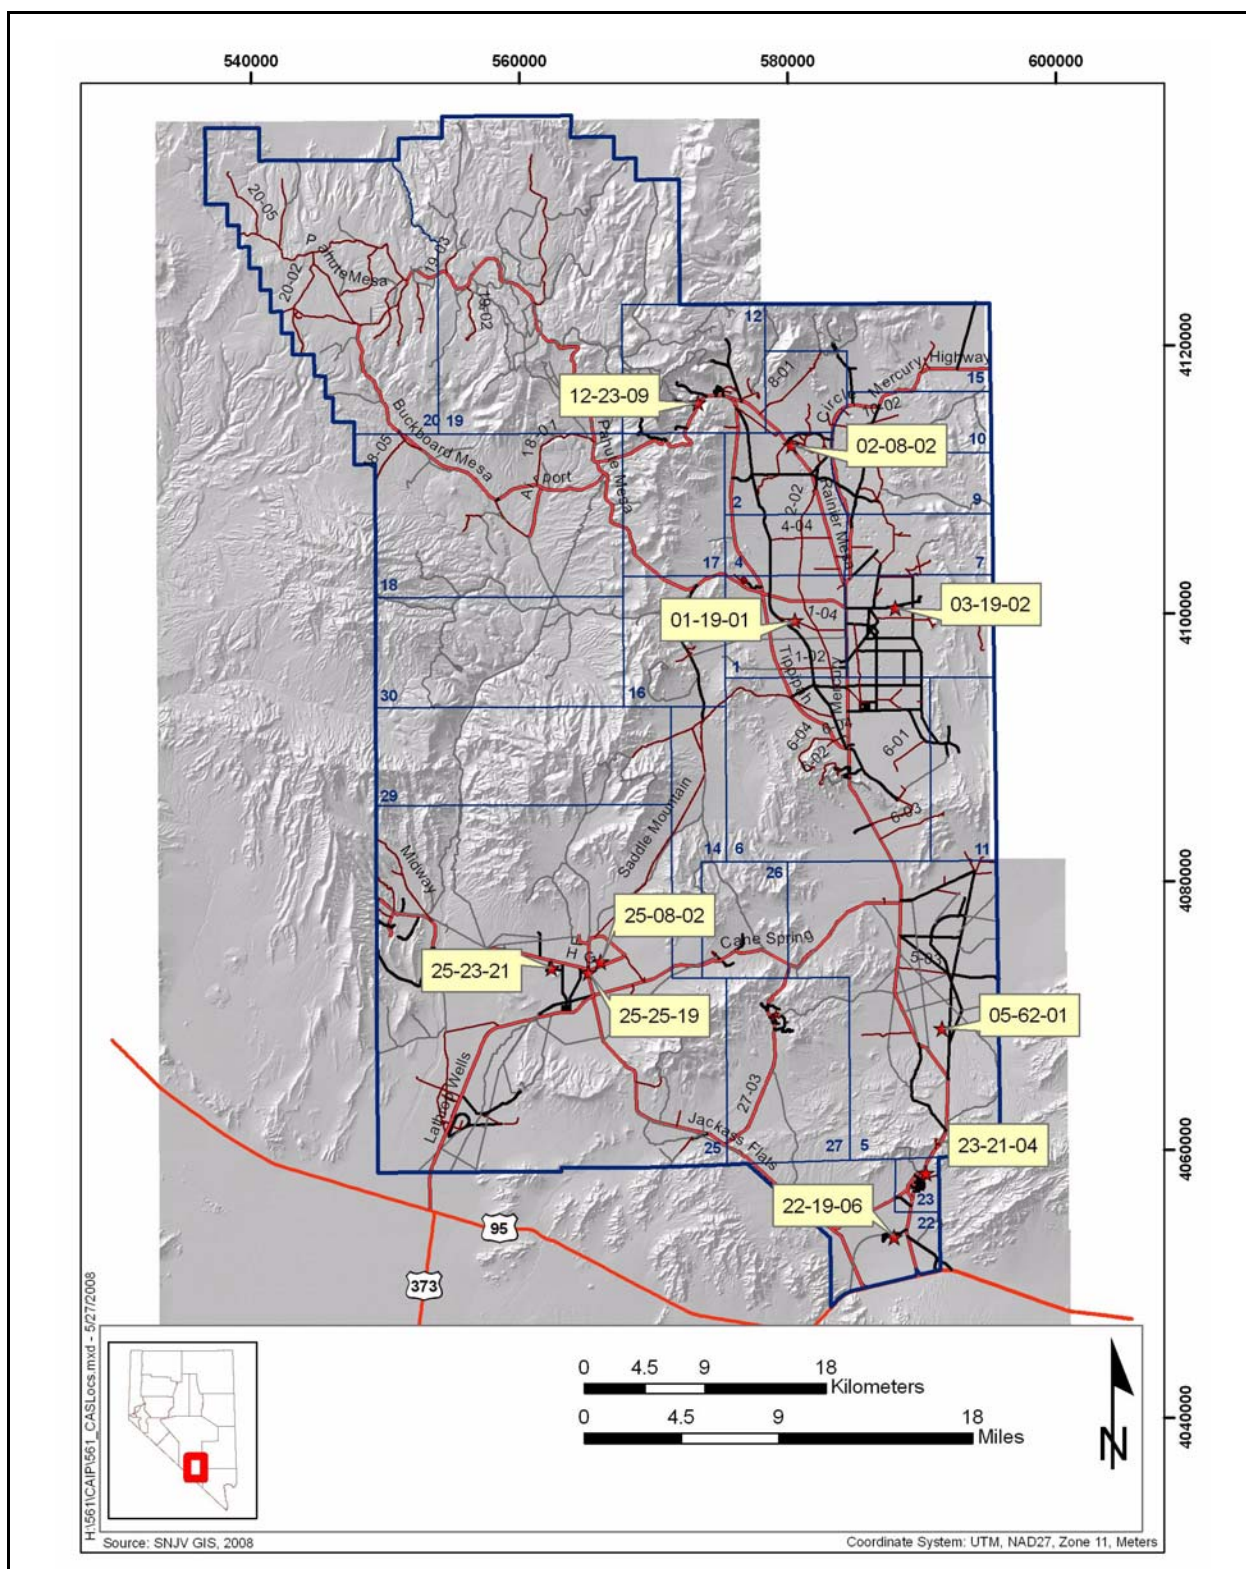 540000 560000 580000 600000
4120000
4100000
4080000
4060000
4040000
20-05
Pahute Mesa
19-03
20-02
19-02
12
8-01
Circle
Mercury Highway
15
10-02
12-23-09
10
20 19
Buckboard Mesa
18-01
Pahute Mesa
02-08-02
8-05
Airport
2-02
Rainier Mesa
2
9
4-04
17 4
7
18
03-19-02
01-19-01
1-04
Tippipah
1-02
Mercury
1
30
16
6-04
6-04
6-02
6-01
29
Saddle Mountain
6-03
Midway
14 6
11
26
25-08-02
Cane Spring
H
25-23-21
5-03
25-25-19
05-62-01
Lathrop Wells
27-03
Jackass Flats
25
27 5
23-21-04
23
22-19-06
22
95
373
H:\561\CAIP\561_CASLocs.mxd - 5/27/2008
0 4.5 9 18
Kilometers
0 4.5 9 18
Miles
N
Source: SNJV GIS, 2008
Coordinate System: UTM, NAD27, Zone 11, Meters